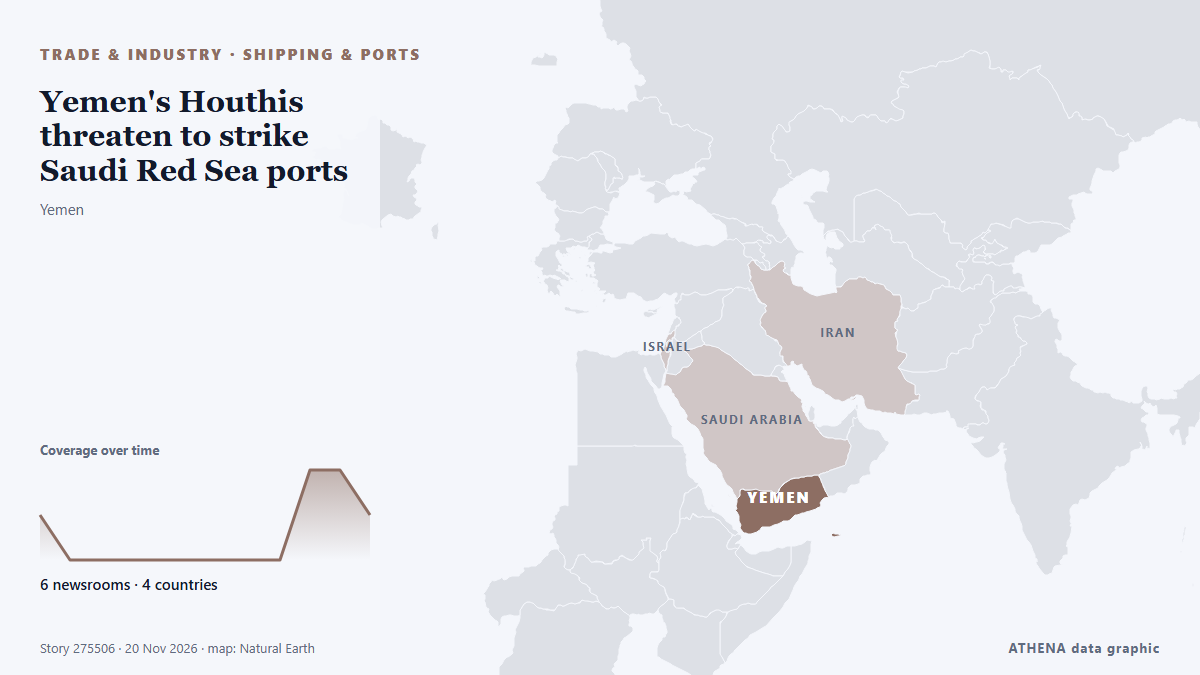 TRADE & INDUSTRY · SHIPPING & PORTS
Yemen's Houthis
threaten to strike
Saudi Red Sea ports
Yemen
IRAN
ISRAEL
SAUDI ARABIA
YEMEN
Coverage over time
6 newsrooms · 4 countries
Story 275506 · 20 Nov 2026 · map: Natural Earth
ATHENA data graphic